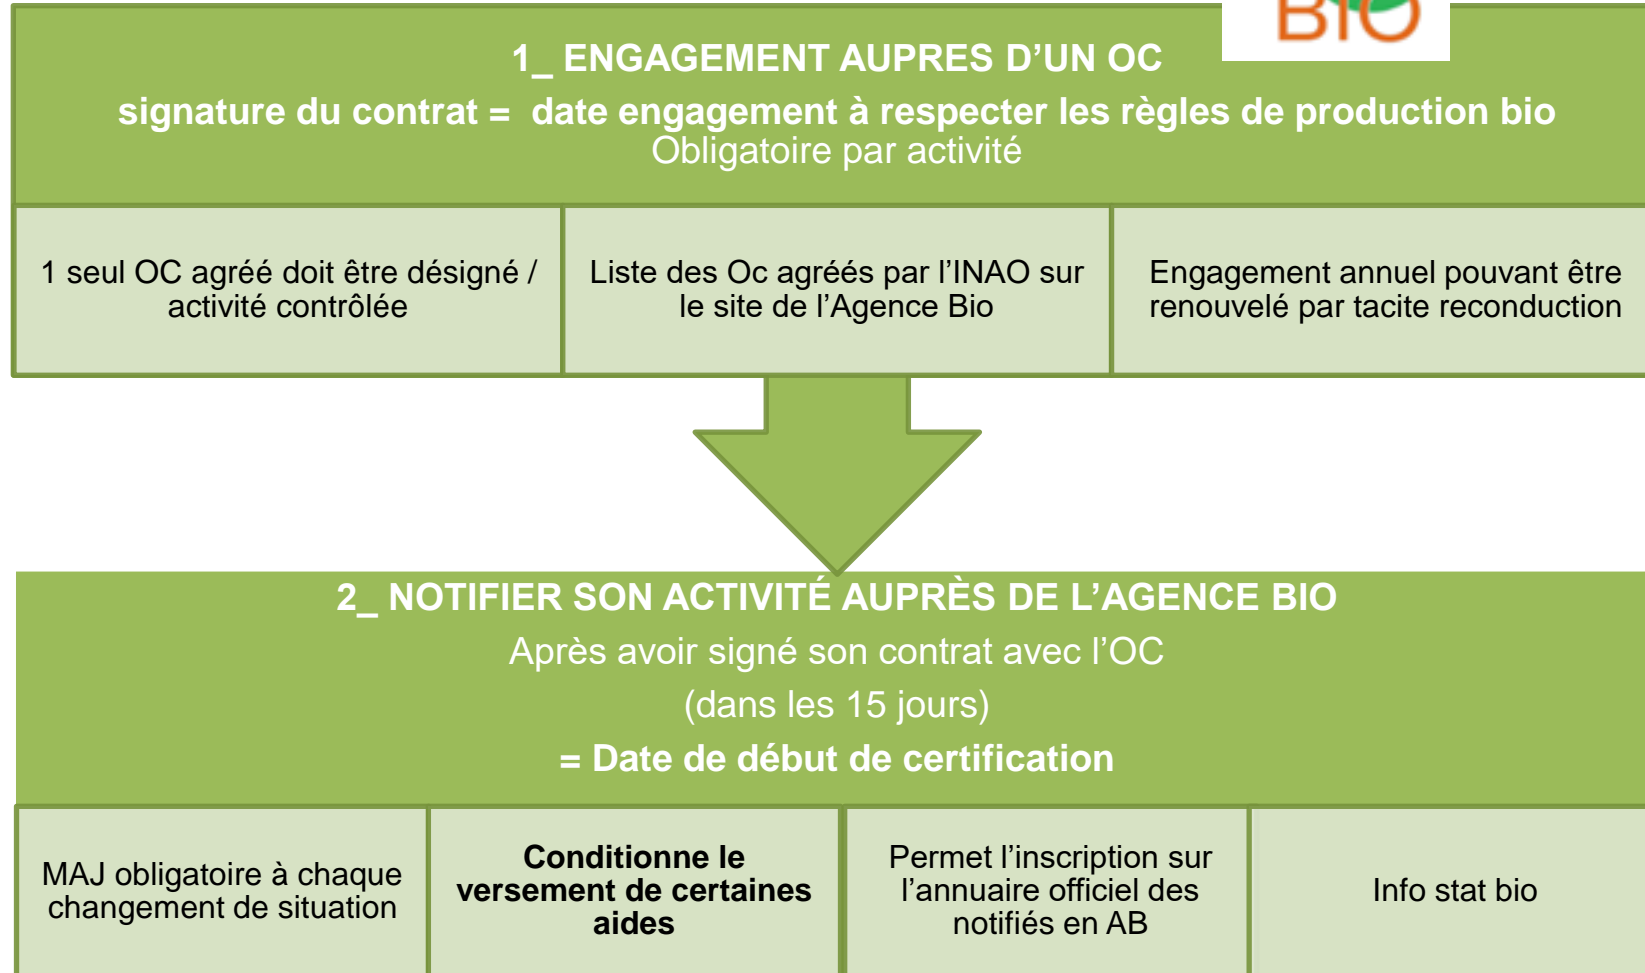 BIO
1_ ENGAGEMENT AUPRES D’UN OC
signature du contrat = date engagement à respecter les règles de production bio
Obligatoire par activité
1 seul OC agréé doit être désigné /
activité contrôlée
Liste des Oc agréés par l’INAO sur
le site de l’Agence Bio
Engagement annuel pouvant être
renouvelé par tacite reconduction
2_ NOTIFIER SON ACTIVITÉ AUPRÈS DE L’AGENCE BIO
Après avoir signé son contrat avec l’OC
(dans les 15 jours)
= Date de début de certification
MAJ obligatoire à chaque
changement de situation
Conditionne le
versement de certaines
aides
Permet l’inscription sur
l’annuaire officiel des
notifiés en AB
Info stat bio